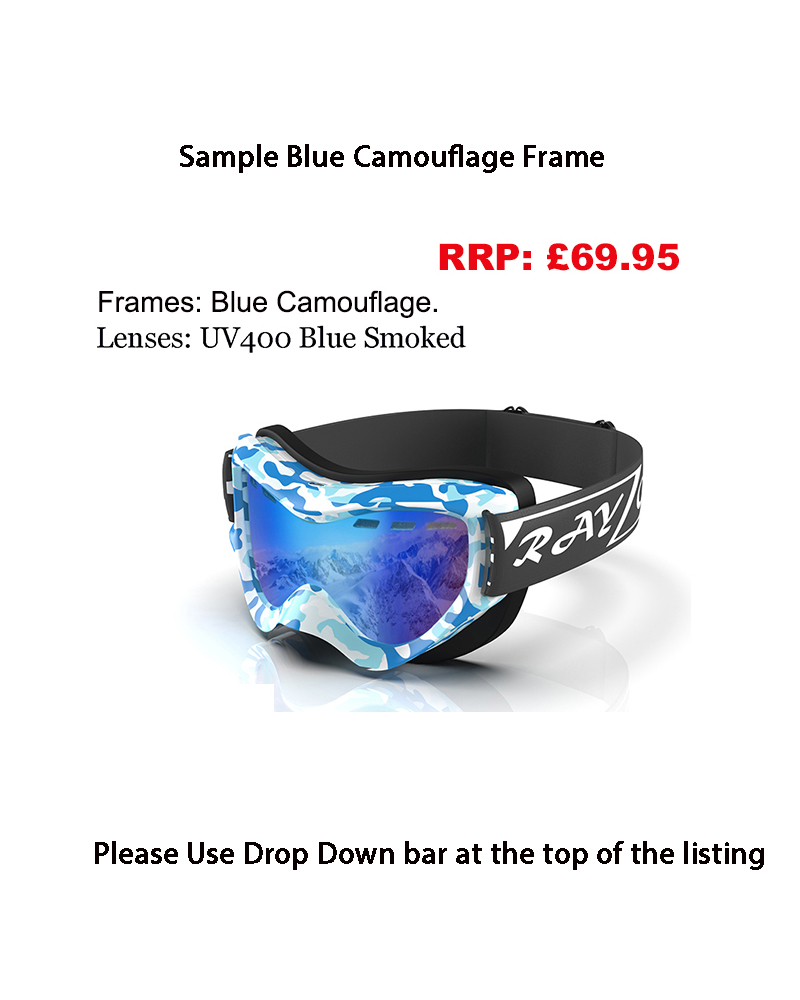 Sample Blue Camouflage Frame
RRP: £69.95
Frames: Blue Camouflage.
Lenses: UV400 Blue Smoked
RAY
Please Use Drop Down bar at the top of the listing